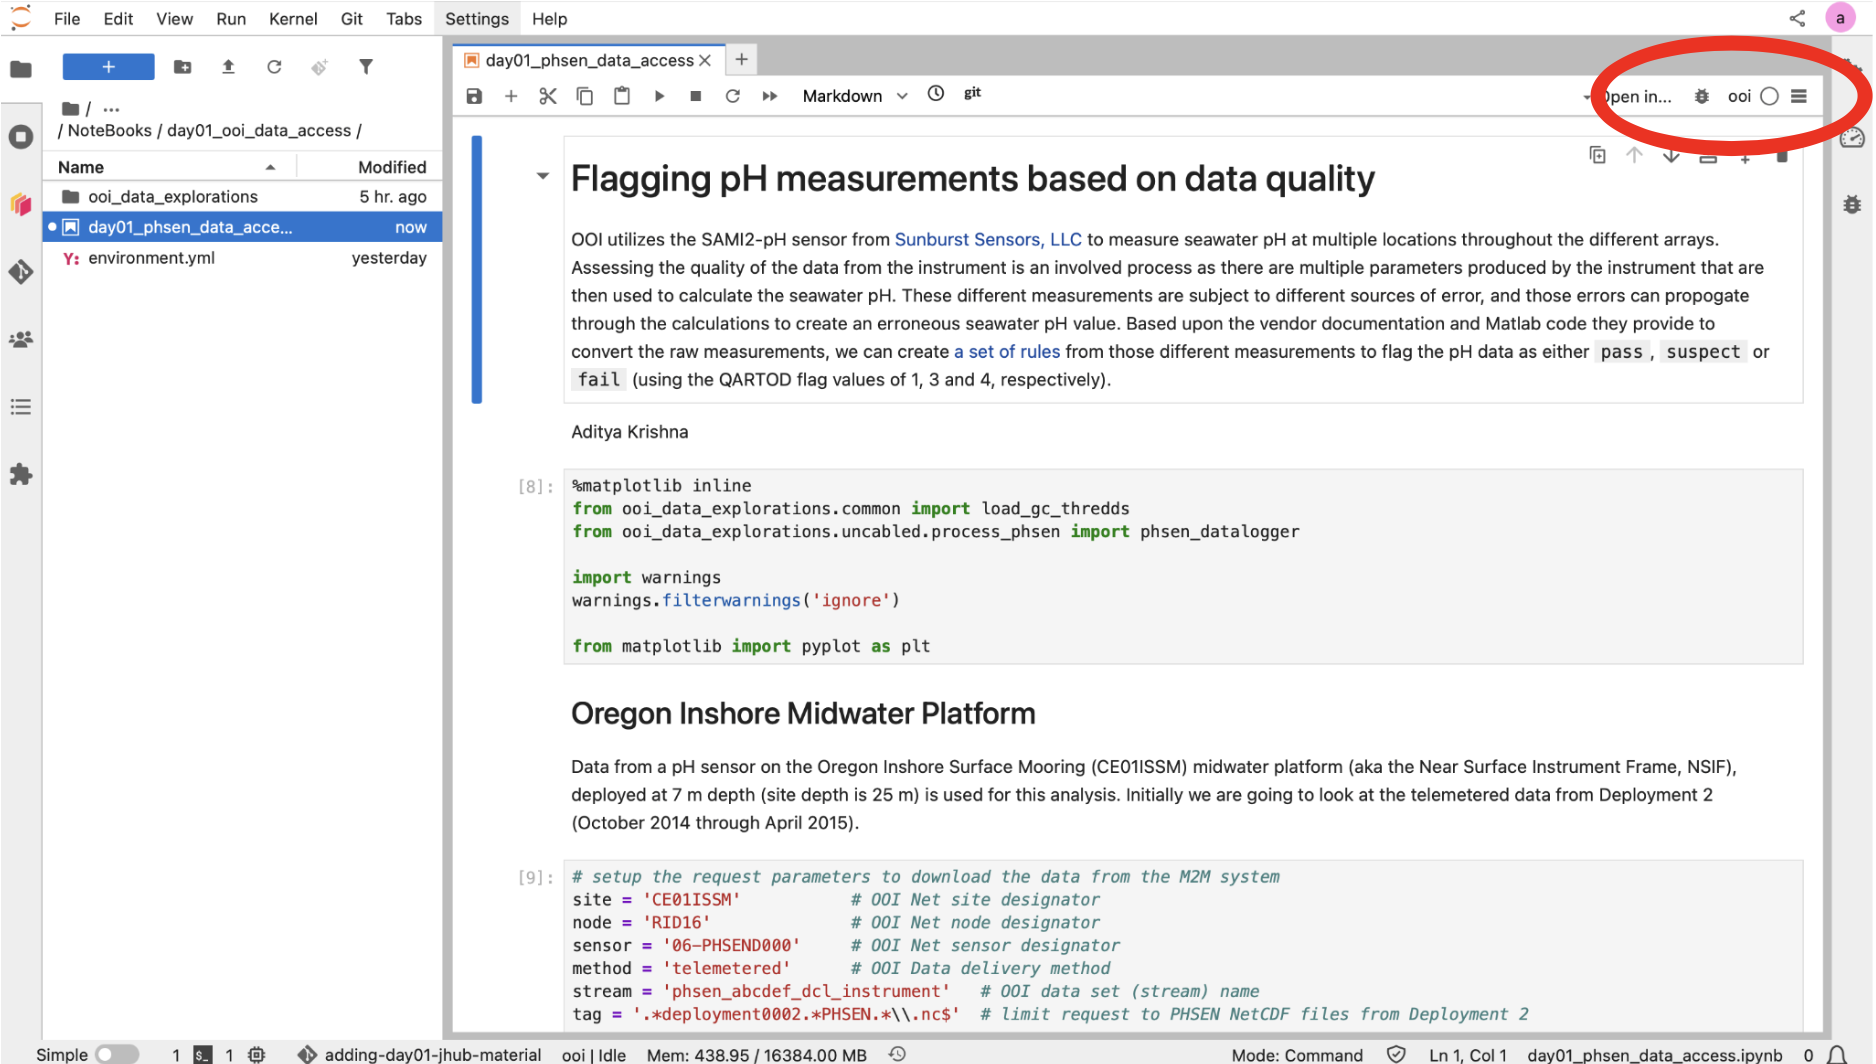 File Edit View Run Kernel Git Tabs Settings Help
a
day01_phsen_data_access
Markdown
git
Open in...
ooi
/ ...
/ NoteBooks / day01_ooi_data_access /
Name Modified
ooi_data_explorations 5 hr. ago
day01_phsen_data_acce... now
Y: environment.yml yesterday
Flagging pH measurements based on data quality
OOI utilizes the SAMI2-pH sensor from Sunburst Sensors, LLC to measure seawater pH at multiple locations throughout the different arrays.
Assessing the quality of the data from the instrument is an involved process as there are multiple parameters produced by the instrument that are
then used to calculate the seawater pH. These different measurements are subject to different sources of error, and those errors can propogate
through the calculations to create an erroneous seawater pH value. Based upon the vendor documentation and Matlab code they provide to
convert the raw measurements, we can create a set of rules from those different measurements to flag the pH data as either pass , suspect or
fail (using the QARTOD flag values of 1, 3 and 4, respectively).
Aditya Krishna
[8]: %matplotlib inline
from ooi_data_explorations.common import load_gc_thredds
from ooi_data_explorations.uncabled.process_phsen import phsen_datalogger
import warnings
warnings.filterwarnings('ignore')
from matplotlib import pyplot as plt
Oregon Inshore Midwater Platform
Data from a pH sensor on the Oregon Inshore Surface Mooring (CE01ISSM) midwater platform (aka the Near Surface Instrument Frame, NSIF),
deployed at 7 m depth (site depth is 25 m) is used for this analysis. Initially we are going to look at the telemetered data from Deployment 2
(October 2014 through April 2015).
[9]: # setup the request parameters to download the data from the M2M system
site = 'CE01ISSM' # OOI Net site designator
node = 'RID16' # OOI Net node designator
sensor = '06-PHSEND000' # OOI Net sensor designator
method = 'telemetered' # OOI Data delivery method
stream = 'phsen_abcdef_dcl_instrument' # OOI data set (stream) name
tag = '.*deployment0002.*PHSEN.*\\.nc$' # limit request to PHSEN NetCDF files from Deployment 2
Simple 1 $_ 1 adding-day01-jhub-material ooi | Idle Mem: 438.95 / 16384.00 MB Mode: Command Ln 1, Col 1 day01_phsen_data_access.ipynb 0